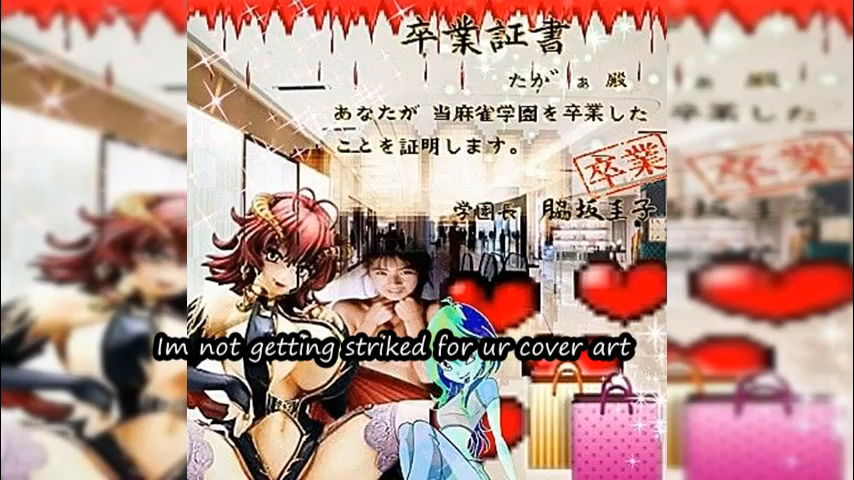 卒業証書
たがぁ 殿
あなたが 当麻雀学園を卒業した
ことを証明します。
卒業
学園長 脇坂圭子
Im not getting striked for ur cover art